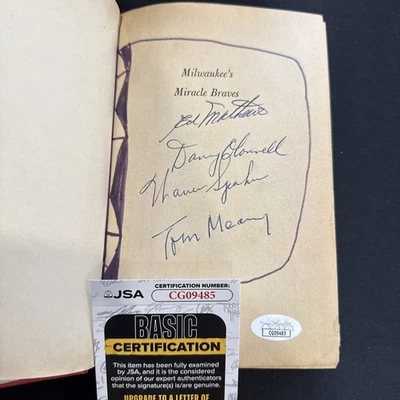 Milwaukee's
Miracle Braves
Ed Mathews
Danny O'Connell
Warren Spahn
Tom Meany
JSA
CERTIFICATION NUMBER:
CG09485
BASIC
CERTIFICATION
This item has been fully examined
by JSA, and it is the considered
opinion of our expert authenticators
that the signature(s) is/are genuine.
UPGRADE TO A LETTER OF
JSA
CG09485